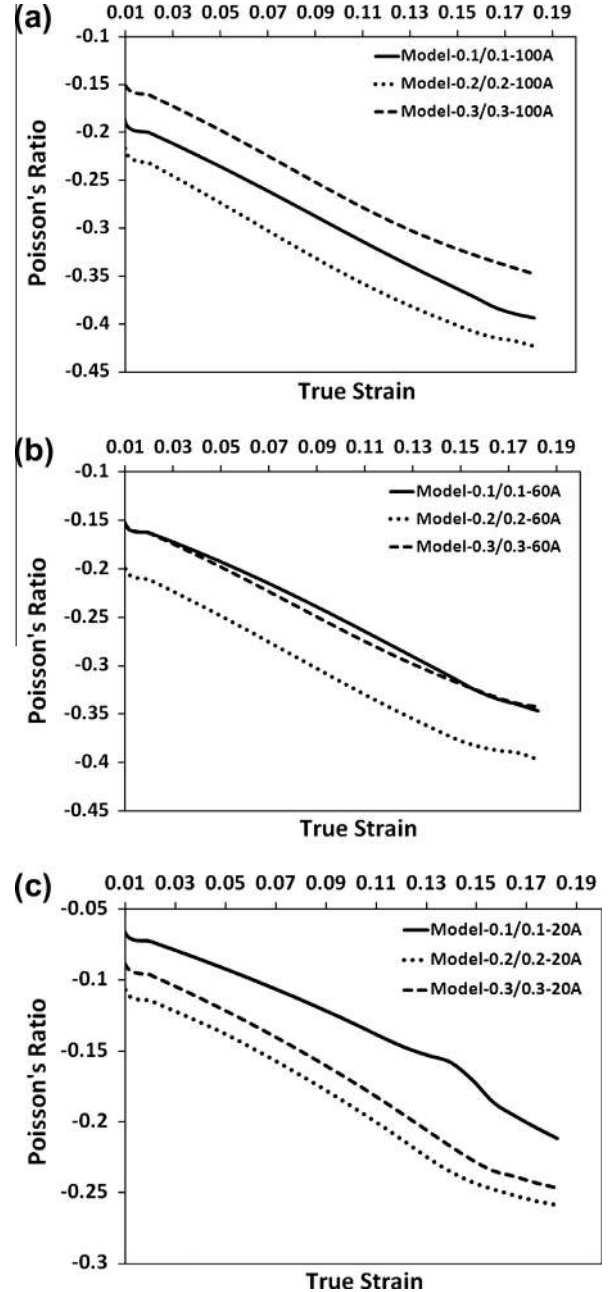 (a)
0.01 0.03 0.05 0.07 0.09 0.11 0.13 0.15 0.17 0.19
-0.1
-0.15
-0.2
-0.25
-0.3
-0.35
-0.4
-0.45
Poisson's Ratio
Model-0.1/0.1-100A
Model-0.2/0.2-100A
Model-0.3/0.3-100A
True Strain
(b)
0.01 0.03 0.05 0.07 0.09 0.11 0.13 0.15 0.17 0.19
-0.1
-0.15
-0.2
-0.25
-0.3
-0.35
-0.4
-0.45
Poisson's Ratio
Model-0.1/0.1-60A
Model-0.2/0.2-60A
Model-0.3/0.3-60A
True Strain
(c)
0.01 0.03 0.05 0.07 0.09 0.11 0.13 0.15 0.17 0.19
-0.05
-0.1
-0.15
-0.2
-0.25
-0.3
Poisson's Ratio
Model-0.1/0.1-20A
Model-0.2/0.2-20A
Model-0.3/0.3-20A
True Strain